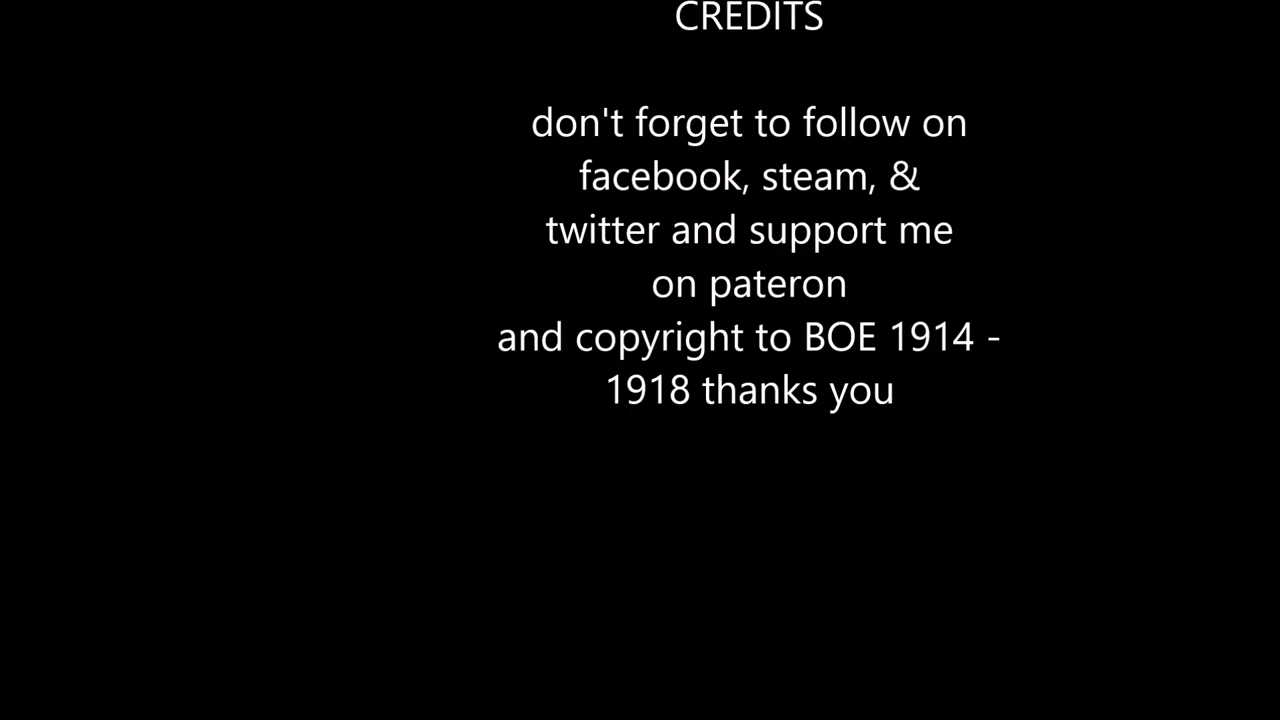 CREDITS
don't forget to follow on
facebook, steam, &
twitter and support me
on pateron
and copyright to BOE 1914 -
1918 thanks you